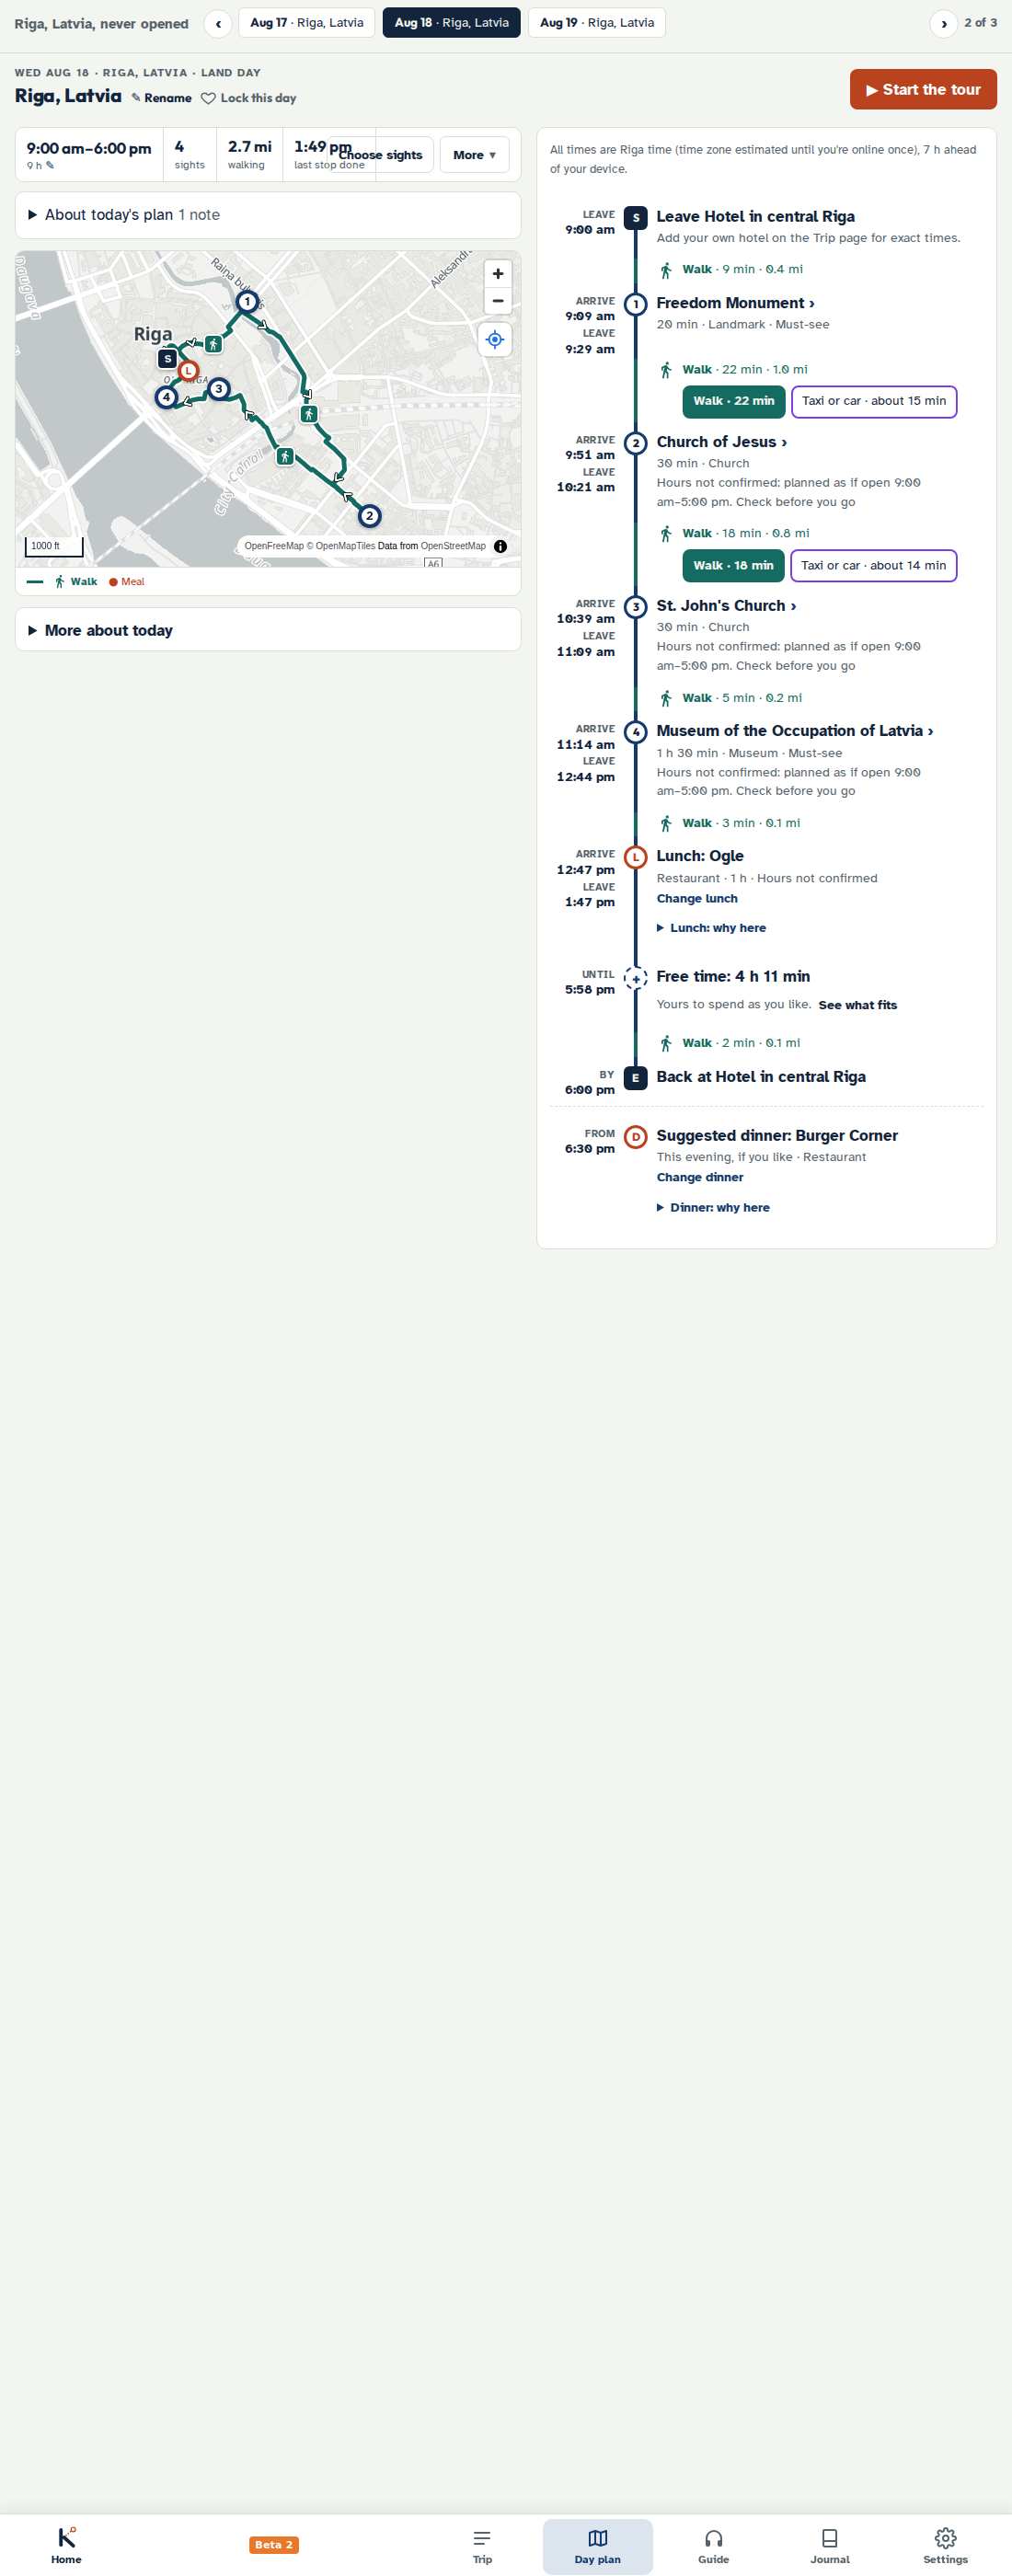 Riga, Latvia, never opened
‹
Aug 17 · Riga, Latvia
Aug 18 · Riga, Latvia
Aug 19 · Riga, Latvia
›
2 of 3
WED AUG 18 · RIGA, LATVIA · LAND DAY
Riga, Latvia
✎ Rename
Lock this day
▶ Start the tour
9:00 am–6:00 pm
9 h ✎
4
sights
2.7 mi
walking
1:49 pm
last stop done
Choose sights
More ▾
▶ About today's plan 1 note
Riga
Raiņa bul
Aleksandr
City Canal
1
S
L
3
4
2
+
−
1000 ft
A6
OpenFreeMap © OpenMapTiles Data from OpenStreetMap
Walk
Meal
▶ More about today
All times are Riga time (time zone estimated until you're online once), 7 h ahead
of your device.
LEAVE
9:00 am
S
Leave Hotel in central Riga
Add your own hotel on the Trip page for exact times.
Walk · 9 min · 0.4 mi
ARRIVE
9:09 am
LEAVE
9:29 am
1
Freedom Monument ›
20 min · Landmark · Must-see
Walk · 22 min · 1.0 mi
Walk · 22 min
Taxi or car · about 15 min
ARRIVE
9:51 am
LEAVE
10:21 am
2
Church of Jesus ›
30 min · Church
Hours not confirmed: planned as if open 9:00
am–5:00 pm. Check before you go
Walk · 18 min · 0.8 mi
Walk · 18 min
Taxi or car · about 14 min
ARRIVE
10:39 am
LEAVE
11:09 am
3
St. John's Church ›
30 min · Church
Hours not confirmed: planned as if open 9:00
am–5:00 pm. Check before you go
Walk · 5 min · 0.2 mi
ARRIVE
11:14 am
LEAVE
12:44 pm
4
Museum of the Occupation of Latvia ›
1 h 30 min · Museum · Must-see
Hours not confirmed: planned as if open 9:00
am–5:00 pm. Check before you go
Walk · 3 min · 0.1 mi
ARRIVE
12:47 pm
LEAVE
1:47 pm
L
Lunch: Ogle
Restaurant · 1 h · Hours not confirmed
Change lunch
▶ Lunch: why here
UNTIL
5:58 pm
+
Free time: 4 h 11 min
Yours to spend as you like. See what fits
Walk · 2 min · 0.1 mi
BY
6:00 pm
E
Back at Hotel in central Riga
FROM
6:30 pm
D
Suggested dinner: Burger Corner
This evening, if you like · Restaurant
Change dinner
▶ Dinner: why here
Home
Beta 2
Trip
Day plan
Guide
Journal
Settings